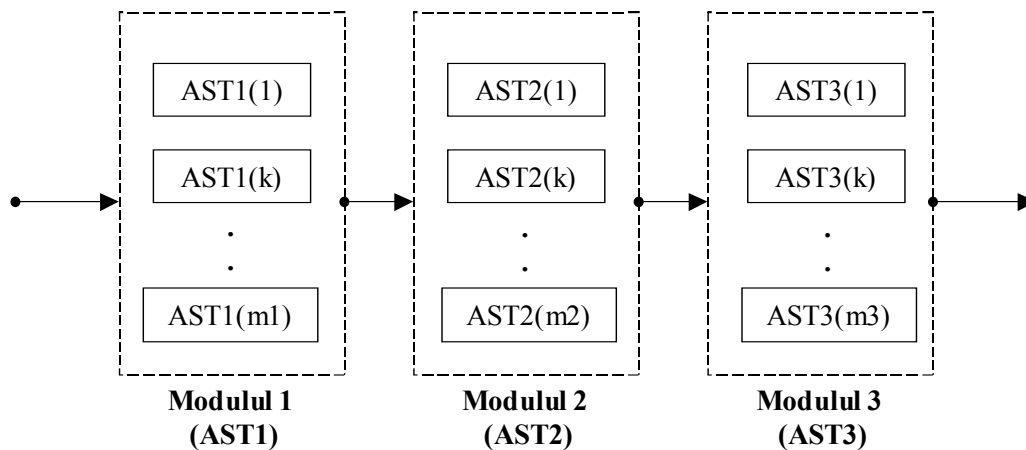 AST1(1)
AST1(k)
.
.
AST1(m1)
Modulul 1
(AST1)
AST2(1)
AST2(k)
.
.
AST2(m2)
Modulul 2
(AST2)
AST3(1)
AST3(k)
.
.
AST3(m3)
Modulul 3
(AST3)